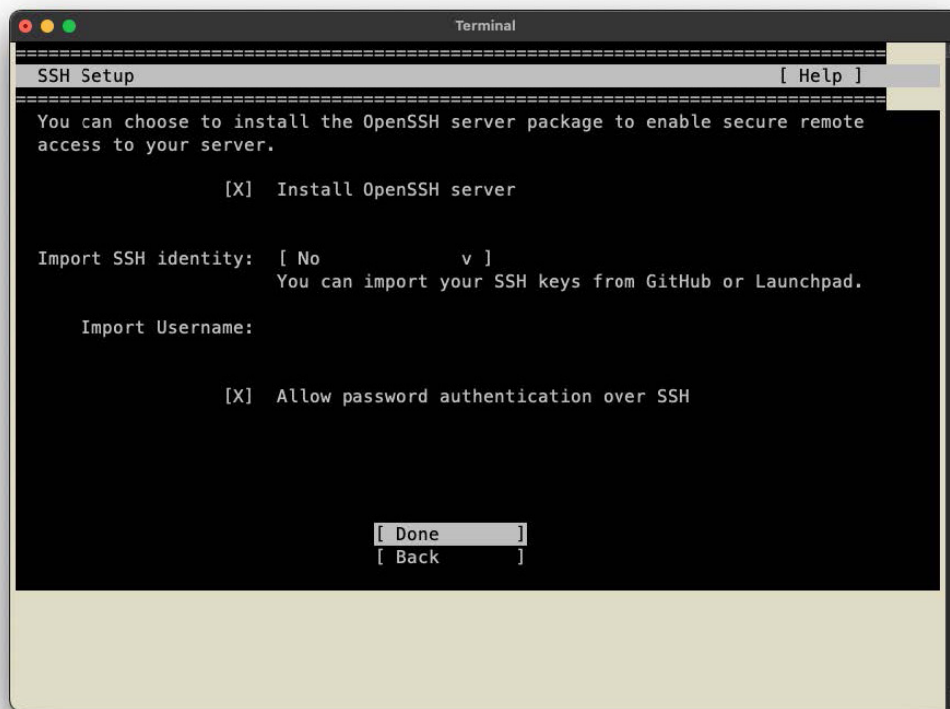 Terminal
================================================================================
SSH Setup [ Help ]
================================================================================
You can choose to install the OpenSSH server package to enable secure remote
access to your server.
[X] Install OpenSSH server
Import SSH identity: [ No v ]
You can import your SSH keys from GitHub or Launchpad.
Import Username:
[X] Allow password authentication over SSH
[ Done ]
[ Back ]